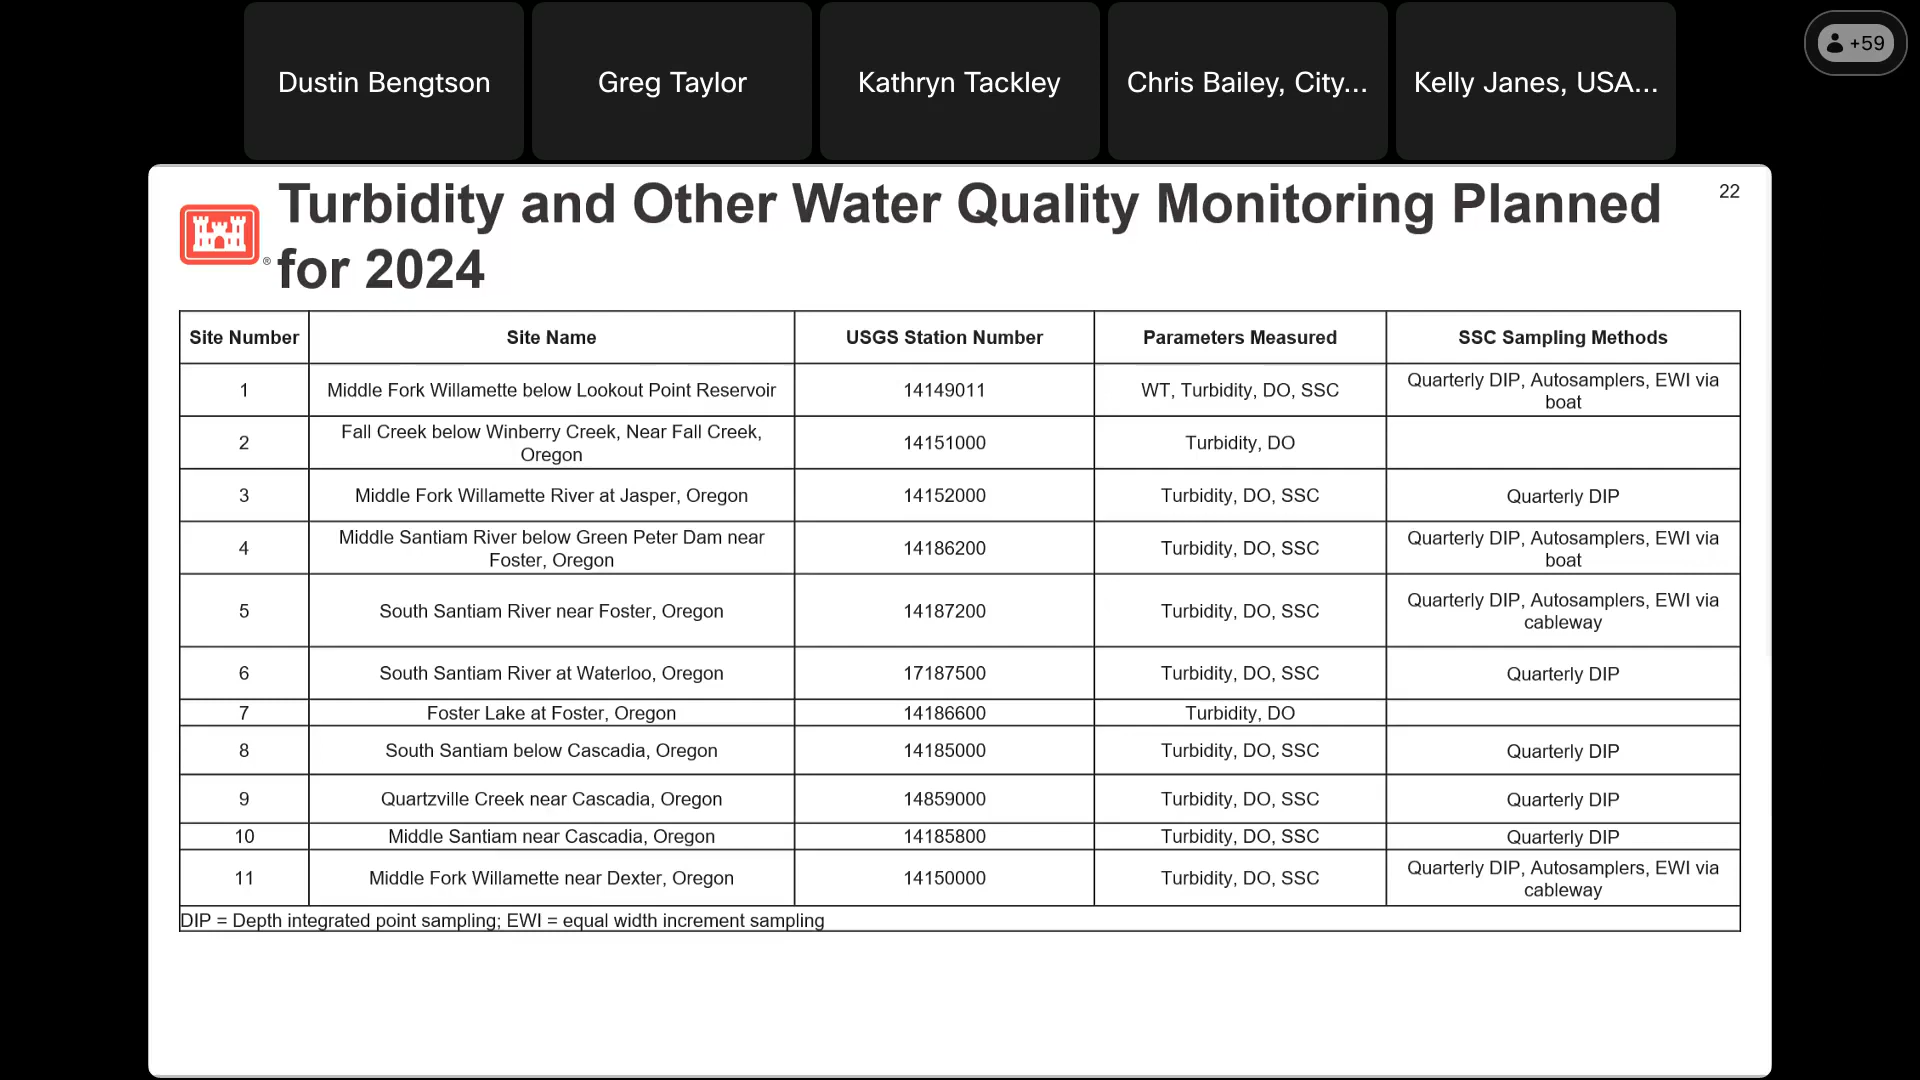 Dustin Bengtson
Greg Taylor
Kathryn Tackley
Chris Bailey, City...
Kelly Janes, USA...
+59
Turbidity and Other Water Quality Monitoring Planned
for 2024
22
®
Site Number Site Name USGS Station Number Parameters Measured SSC Sampling Methods
1 Middle Fork Willamette below Lookout Point Reservoir 14149011 WT, Turbidity, DO, SSC Quarterly DIP, Autosamplers, EWI via
boat
2 Fall Creek below Winberry Creek, Near Fall Creek,
Oregon 14151000 Turbidity, DO
3 Middle Fork Willamette River at Jasper, Oregon 14152000 Turbidity, DO, SSC Quarterly DIP
4 Middle Santiam River below Green Peter Dam near
Foster, Oregon 14186200 Turbidity, DO, SSC Quarterly DIP, Autosamplers, EWI via
boat
5 South Santiam River near Foster, Oregon 14187200 Turbidity, DO, SSC Quarterly DIP, Autosamplers, EWI via
cableway
6 South Santiam River at Waterloo, Oregon 17187500 Turbidity, DO, SSC Quarterly DIP
7 Foster Lake at Foster, Oregon 14186600 Turbidity, DO
8 South Santiam below Cascadia, Oregon 14185000 Turbidity, DO, SSC Quarterly DIP
9 Quartzville Creek near Cascadia, Oregon 14859000 Turbidity, DO, SSC Quarterly DIP
10 Middle Santiam near Cascadia, Oregon 14185800 Turbidity, DO, SSC Quarterly DIP
11 Middle Fork Willamette near Dexter, Oregon 14150000 Turbidity, DO, SSC Quarterly DIP, Autosamplers, EWI via
cableway
DIP = Depth integrated point sampling; EWI = equal width increment sampling